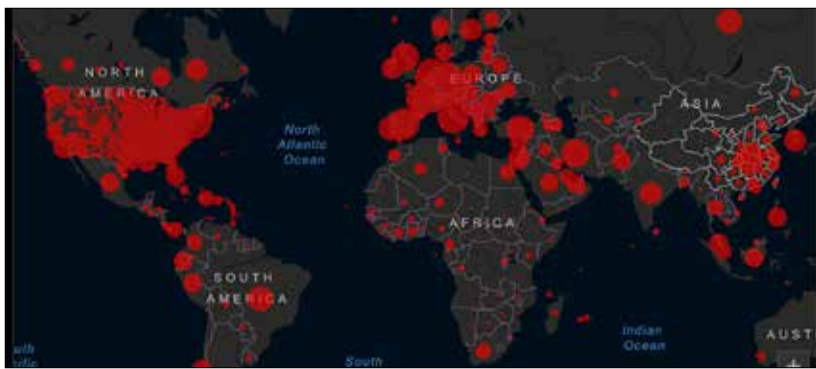 NORTH
AMERICA
North
Atlantic
Ocean
EUROPE
ASIA
AFRICA
SOUTH
AMERICA
Indian
Ocean
AUST
South